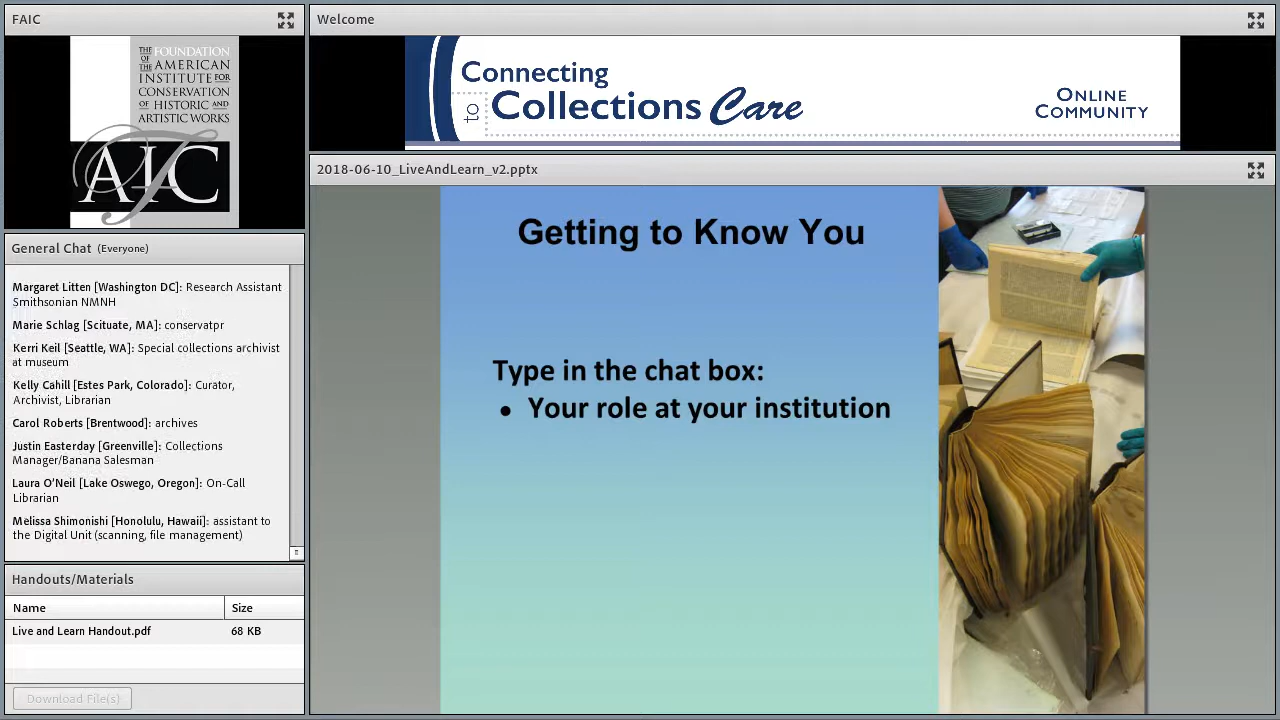 FAIC
THE FOUNDATION
OF THE AMERICAN
INSTITUTE FOR
CONSERVATION
OF HISTORIC AND
ARTISTIC WORKS
AIC
General Chat (Everyone)
Margaret Litten [Washington DC]: Research Assistant
Smithsonian NMNH
Marie Schlag [Scituate, MA]: conservatpr
Kerri Keil [Seattle, WA]: Special collections archivist
at museum
Kelly Cahill [Estes Park, Colorado]: Curator,
Archivist, Librarian
Carol Roberts [Brentwood]: archives
Justin Easterday [Greenville]: Collections
Manager/Banana Salesman
Laura O'Neil [Lake Oswego, Oregon]: On-Call
Librarian
Melissa Shimonishi [Honolulu, Hawaii]: assistant to
the Digital Unit (scanning, file management)
Handouts/Materials
Name Size
Live and Learn Handout.pdf 68 KB
Download File(s)
Welcome
Connecting
to Collections Care
ONLINE
COMMUNITY
2018-06-10_LiveAndLearn_v2.pptx
Getting to Know You
Type in the chat box:
• Your role at your institution